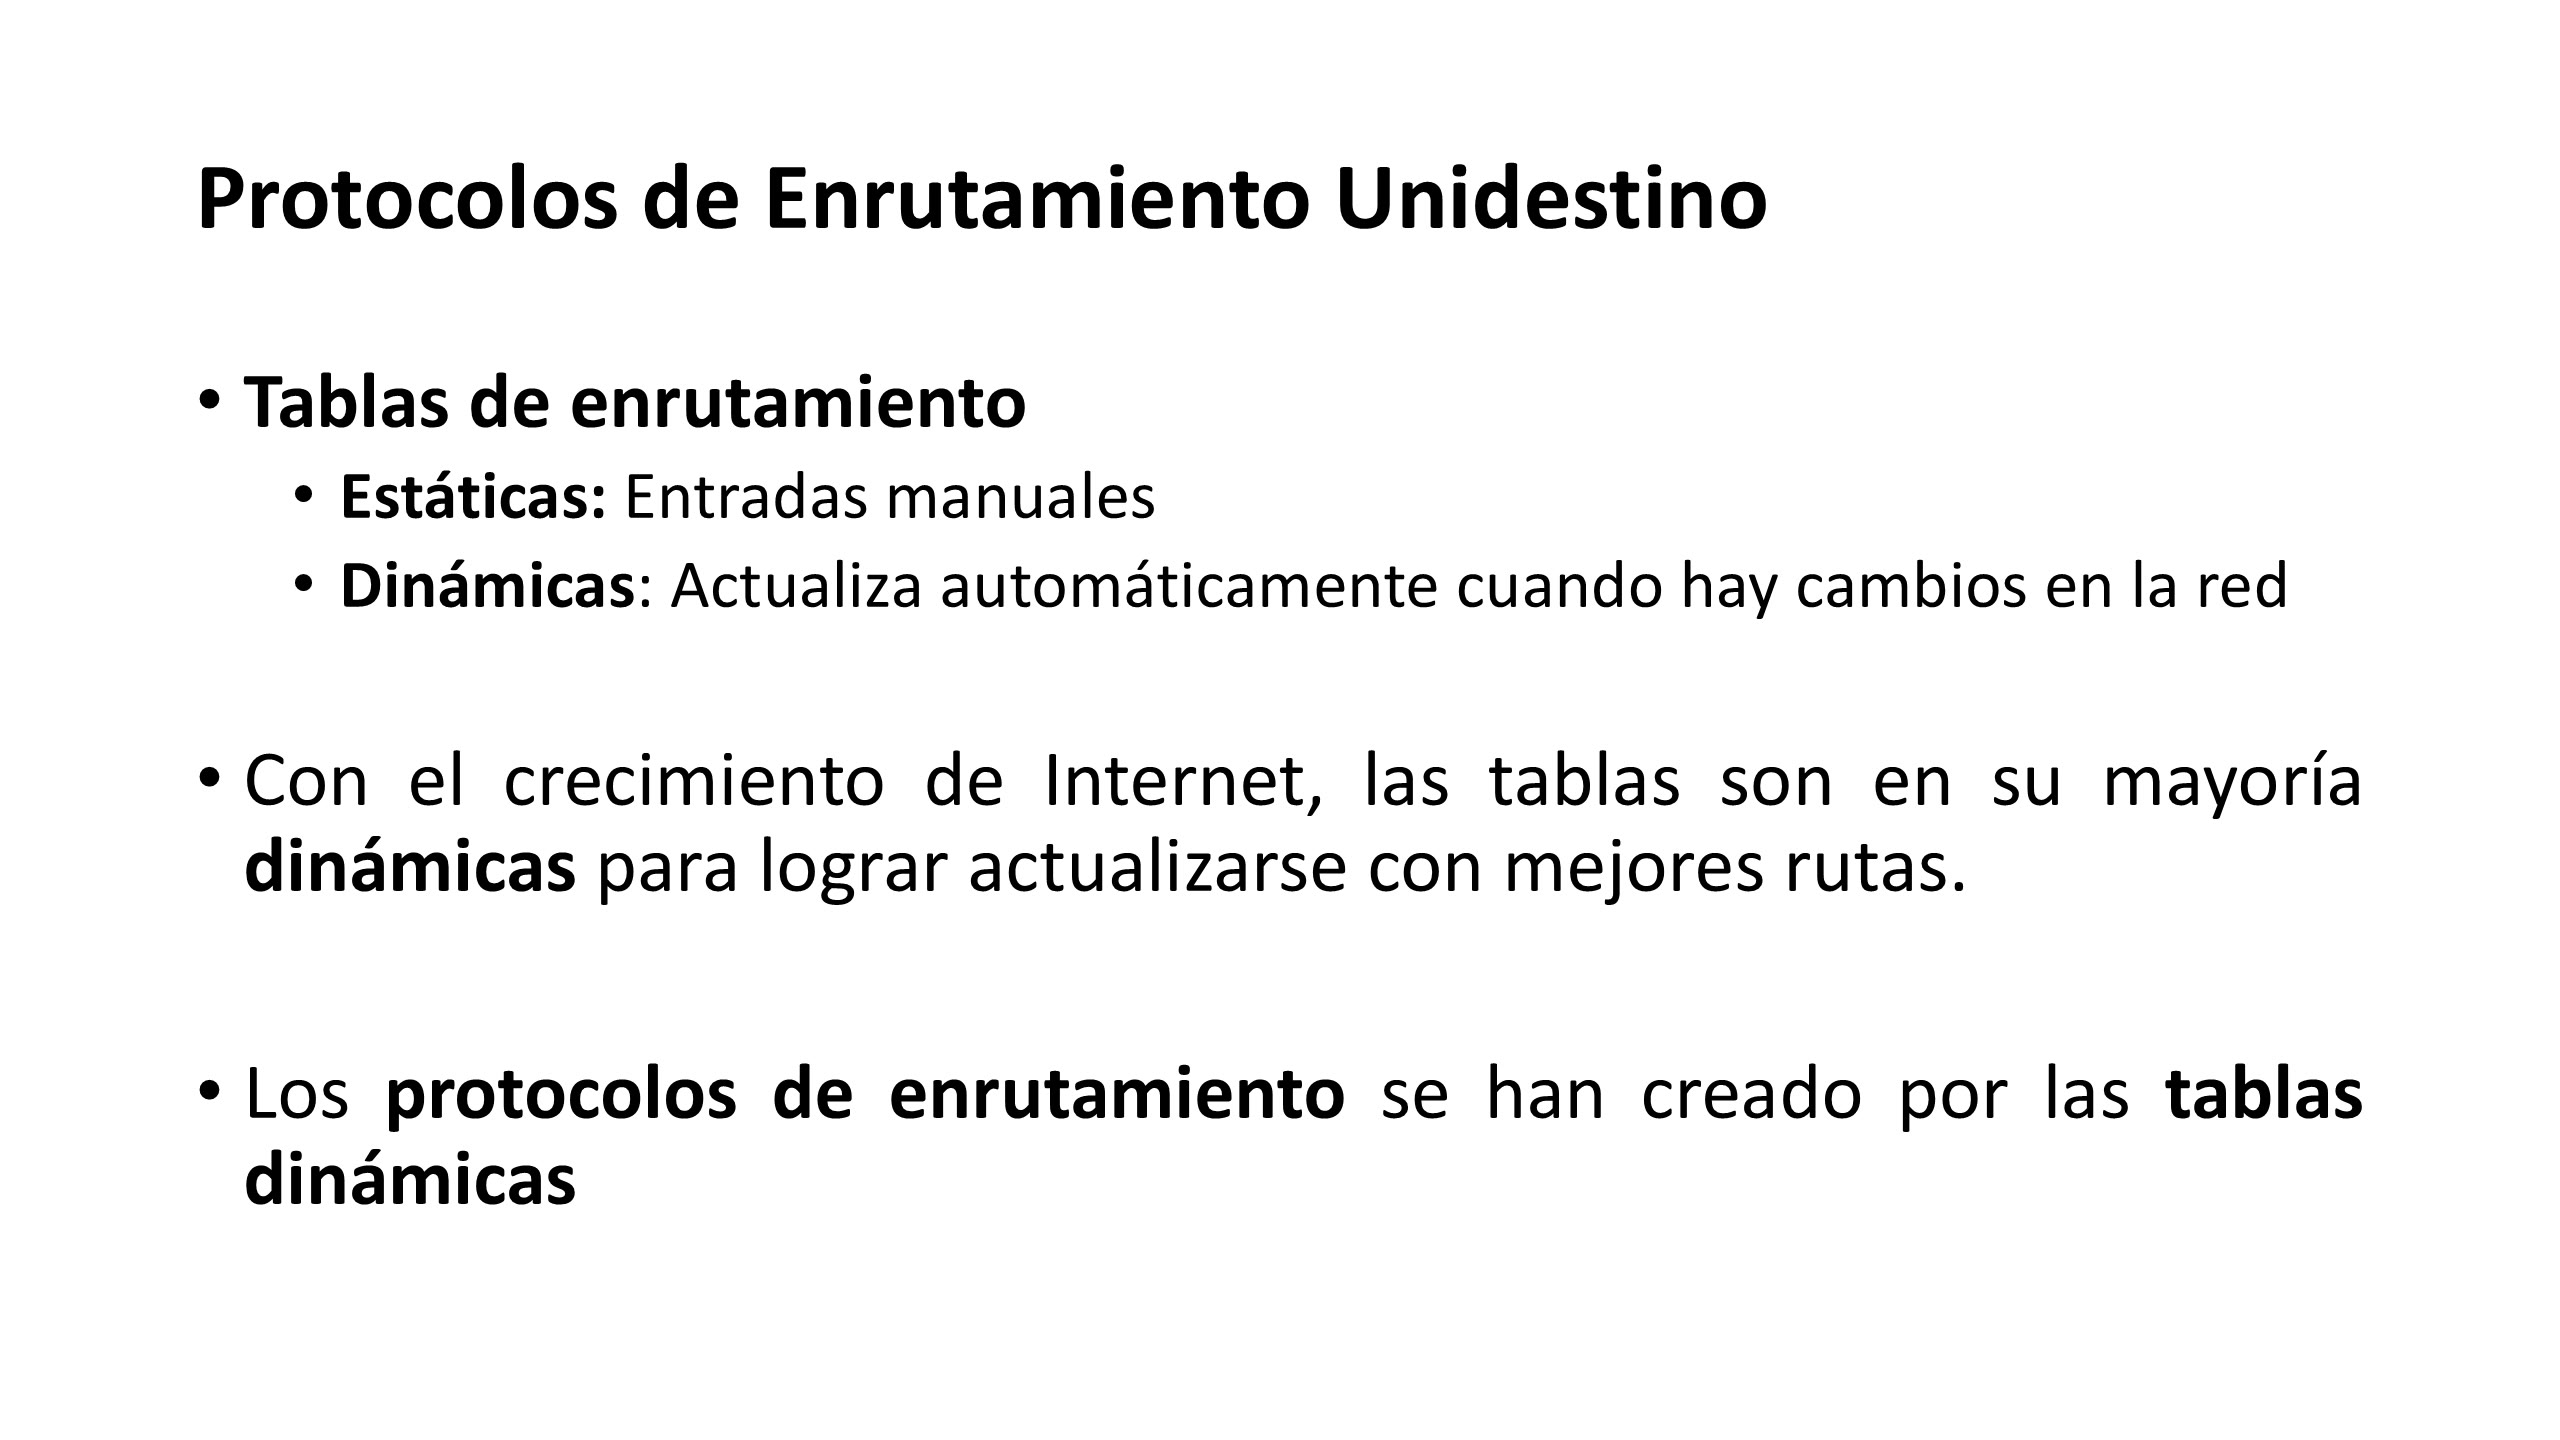 Protocolos de Enrutamiento Unidestino
• Tablas de enrutamiento
• Estáticas: Entradas manuales
• Dinámicas: Actualiza automáticamente cuando hay cambios en la red
• Con el crecimiento de Internet, las tablas son en su mayoría
dinámicas para lograr actualizarse con mejores rutas.
• Los protocolos de enrutamiento se han creado por las tablas
dinámicas